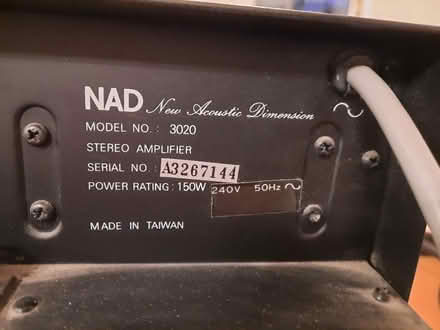 NAD New Acoustic Dimension
MODEL NO.: 3020
STEREO AMPLIFIER
SERIAL NO.: A3267144
POWER RATING: 150W 240V 50Hz ~
MADE IN TAIWAN